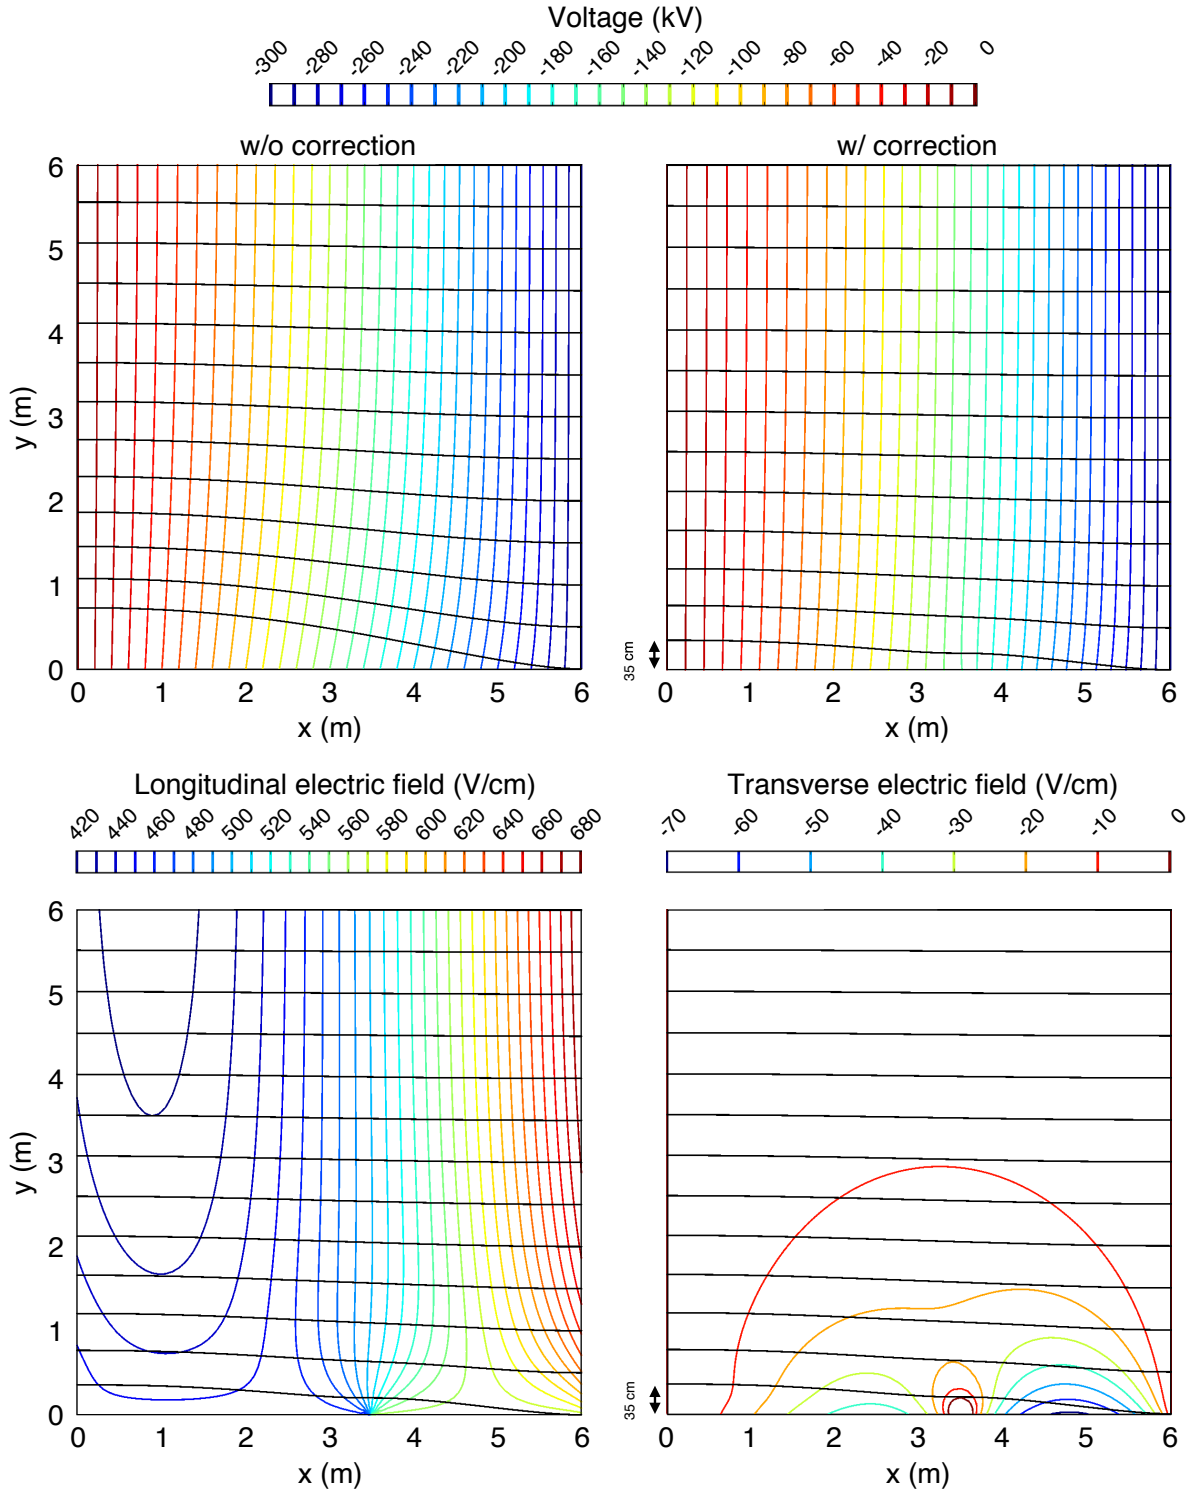 Voltage (kV)
-300 -280 -260 -240 -220 -200 -180 -160 -140 -120 -100 -80 -60 -40 -20 0
w/o correction
w/ correction
6
5
4
3
2
1
0
y (m)
35 cm
0 1 2 3 4 5 6
0 1 2 3 4 5 6
x (m)
x (m)
Longitudinal electric field (V/cm)
Transverse electric field (V/cm)
420 440 460 480 500 520 540 560 580 600 620 640 660 680
-70 -60 -50 -40 -30 -20 -10 0
6
5
4
3
2
1
0
y (m)
35 cm
0 1 2 3 4 5 6
0 1 2 3 4 5 6
x (m)
x (m)